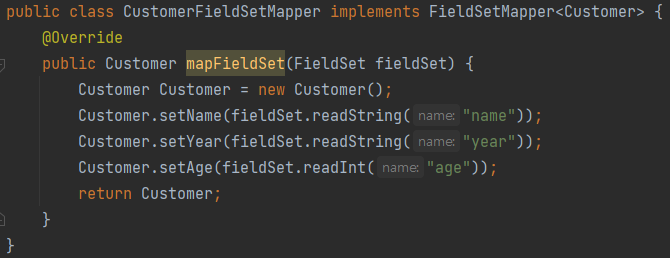 public class CustomerFieldSetMapper implements FieldSetMapper<Customer> {
@Override
public Customer mapFieldSet(FieldSet fieldSet) {
Customer Customer = new Customer();
Customer.setName(fieldSet.readString( name: "name"));
Customer.setYear(fieldSet.readString( name: "year"));
Customer.setAge(fieldSet.readInt( name: "age"));
return Customer;
}
}